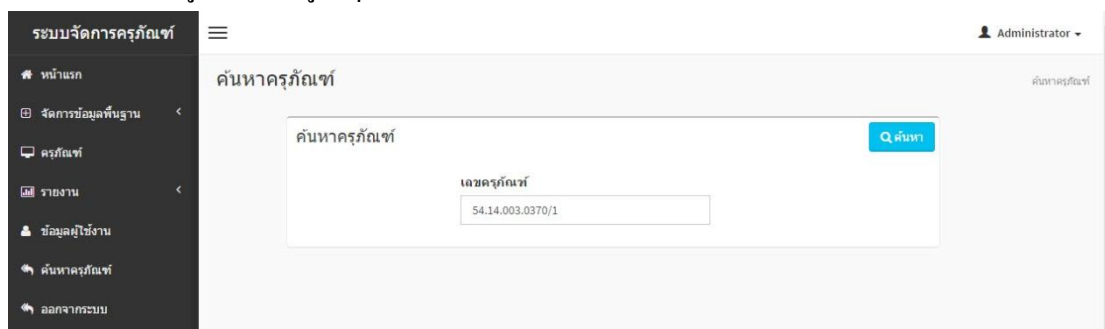 ระบบจัดการครุภัณฑ์
Administrator
หน้าแรก
จัดการข้อมูลพื้นฐาน
ครุภัณฑ์
รายงาน
ข้อมูลผู้ใช้งาน
ค้นหาครุภัณฑ์
ออกจากระบบ
ค้นหาครุภัณฑ์
ค้นหาครุภัณฑ์
ค้นหาครุภัณฑ์
ค้นหา
เลขครุภัณฑ์
54.14.003.0370/1